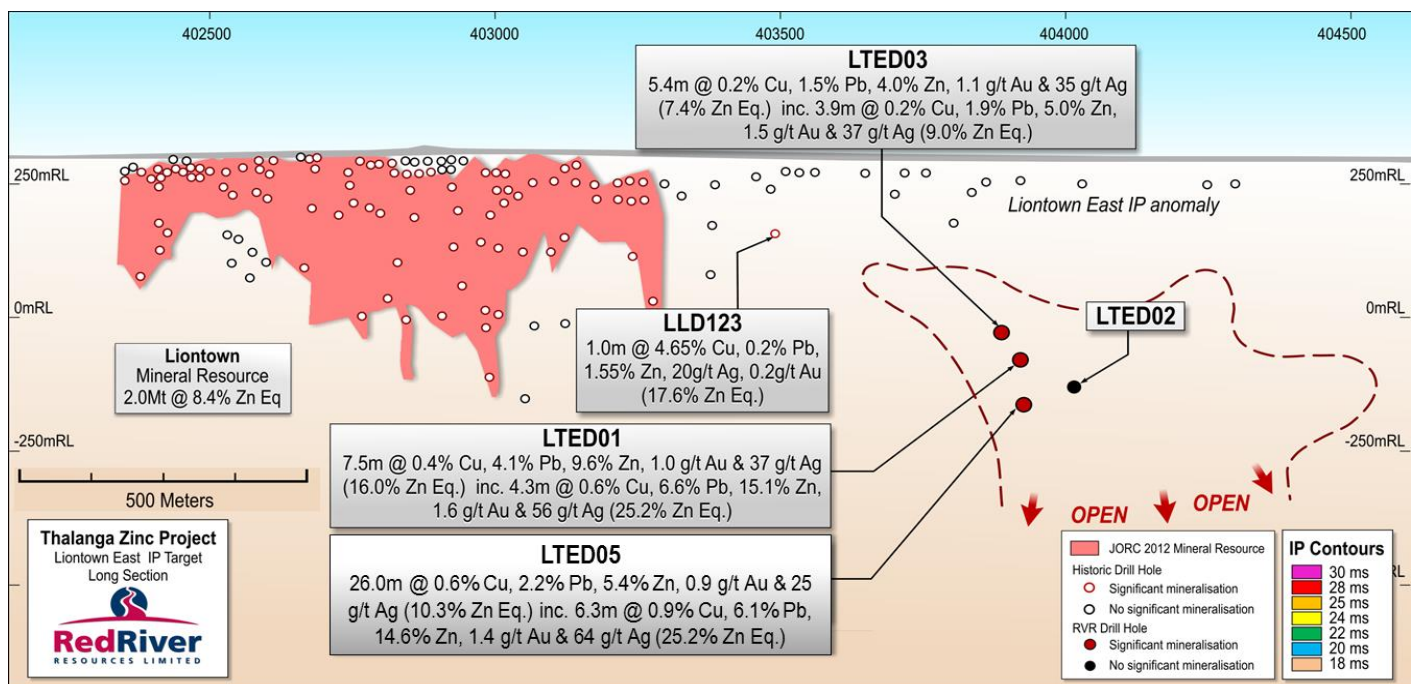 402500
403000
403500
404000
404500
LTED03
5.4m @ 0.2% Cu, 1.5% Pb, 4.0% Zn, 1.1 g/t Au & 35 g/t Ag
(7.4% Zn Eq.) inc. 3.9m @ 0.2% Cu, 1.9% Pb, 5.0% Zn,
1.5 g/t Au & 37 g/t Ag (9.0% Zn Eq.)
250mRL
250mRL
Liontown East IP anomaly
0mRL
0mRL
LTED02
LLD123
1.0m @ 4.65% Cu, 0.2% Pb,
1.55% Zn, 20g/t Ag, 0.2g/t Au
(17.6% Zn Eq.)
Liontown
Mineral Resource
2.0Mt @ 8.4% Zn Eq
-250mRL
-250mRL
LTED01
7.5m @ 0.4% Cu, 4.1% Pb, 9.6% Zn, 1.0 g/t Au & 37 g/t Ag
(16.0% Zn Eq.) inc. 4.3m @ 0.6% Cu, 6.6% Pb, 15.1% Zn,
1.6 g/t Au & 56 g/t Ag (25.2% Zn Eq.)
500 Meters
OPEN
OPEN
LTED05
26.0m @ 0.6% Cu, 2.2% Pb, 5.4% Zn, 0.9 g/t Au & 25
g/t Ag (10.3% Zn Eq.) inc. 6.3m @ 0.9% Cu, 6.1% Pb,
14.6% Zn, 1.4 g/t Au & 64 g/t Ag (25.2% Zn Eq.)
Thalanga Zinc Project
Liontown East IP Target
Long Section
RedRiver
RESOURCES LIMITED
JORC 2012 Mineral Resource
Historic Drill Hole
Significant mineralisation
No significant mineralisation
RVR Drill Hole
Significant mineralisation
No significant mineralisation
IP Contours
30 ms
28 ms
25 ms
24 ms
22 ms
20 ms
18 ms